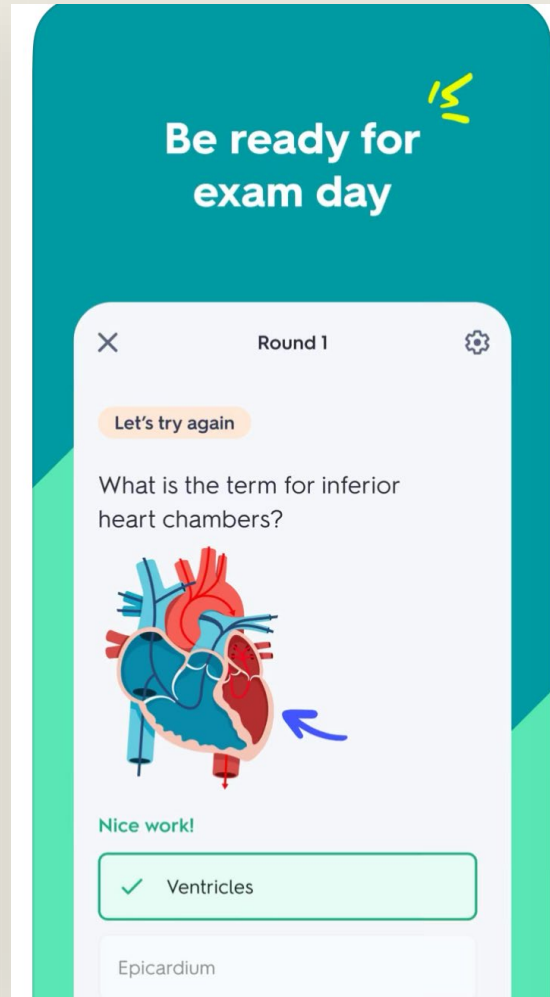 Be ready for
exam day
Round 1
Let's try again
What is the term for inferior
heart chambers?
Nice work!
Ventricles
Epicardium